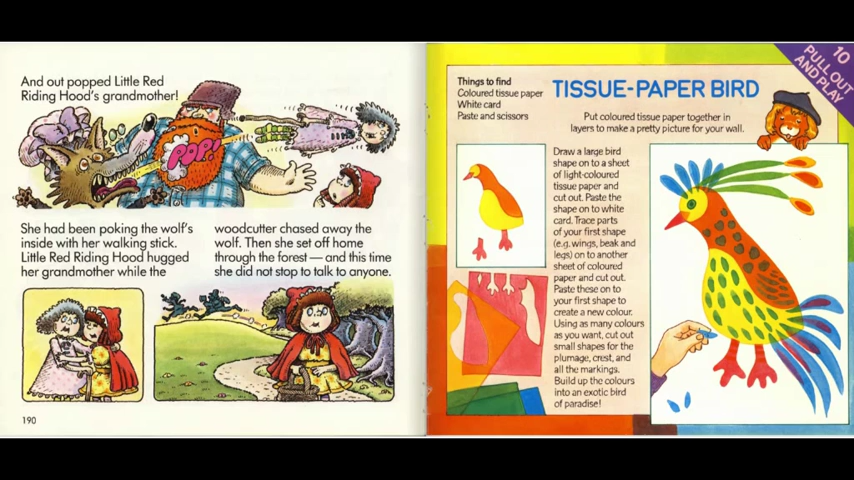 And out popped Little Red
Riding Hood's grandmother!
POP!
She had been poking the wolf's
inside with her walking stick.
Little Red Riding Hood hugged
her grandmother while the
woodcutter chased away the
wolf. Then she set off home
through the forest — and this time
she did not stop to talk to anyone.
190
10
PULL OUT
AND PLAY
Things to find
Coloured tissue paper
White card
Paste and scissors
TISSUE-PAPER BIRD
Put coloured tissue paper together in
layers to make a pretty picture for your wall.
Draw a large bird
shape on to a sheet
of light-coloured
tissue paper and
cut out. Paste the
shape on to white
card. Trace parts
of your first shape
(e.g. wings, beak and
legs) on to another
sheet of coloured
paper and cut out.
Paste these on to
your first shape to
create a new colour.
Using as many colours
as you want, cut out
small shapes for the
plumage, crest, and
all the markings.
Build up the colours
into an exotic bird
of paradise!